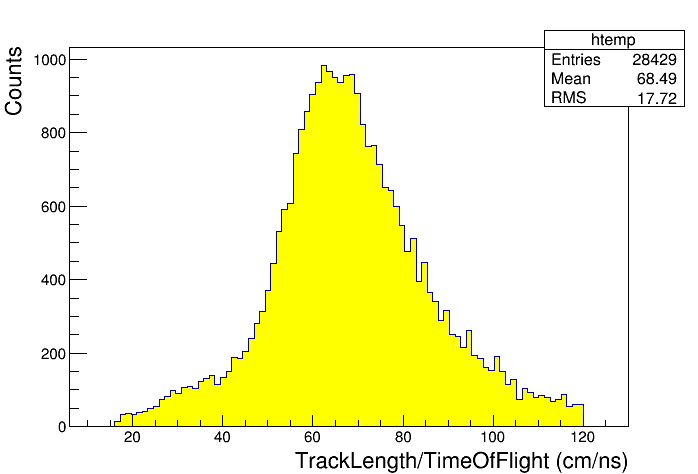 htemp
Entries 28429
Mean 68.49
RMS 17.72
Counts
1000
800
600
400
200
0
20 40 60 80 100 120
TrackLength/TimeOfFlight (cm/ns)